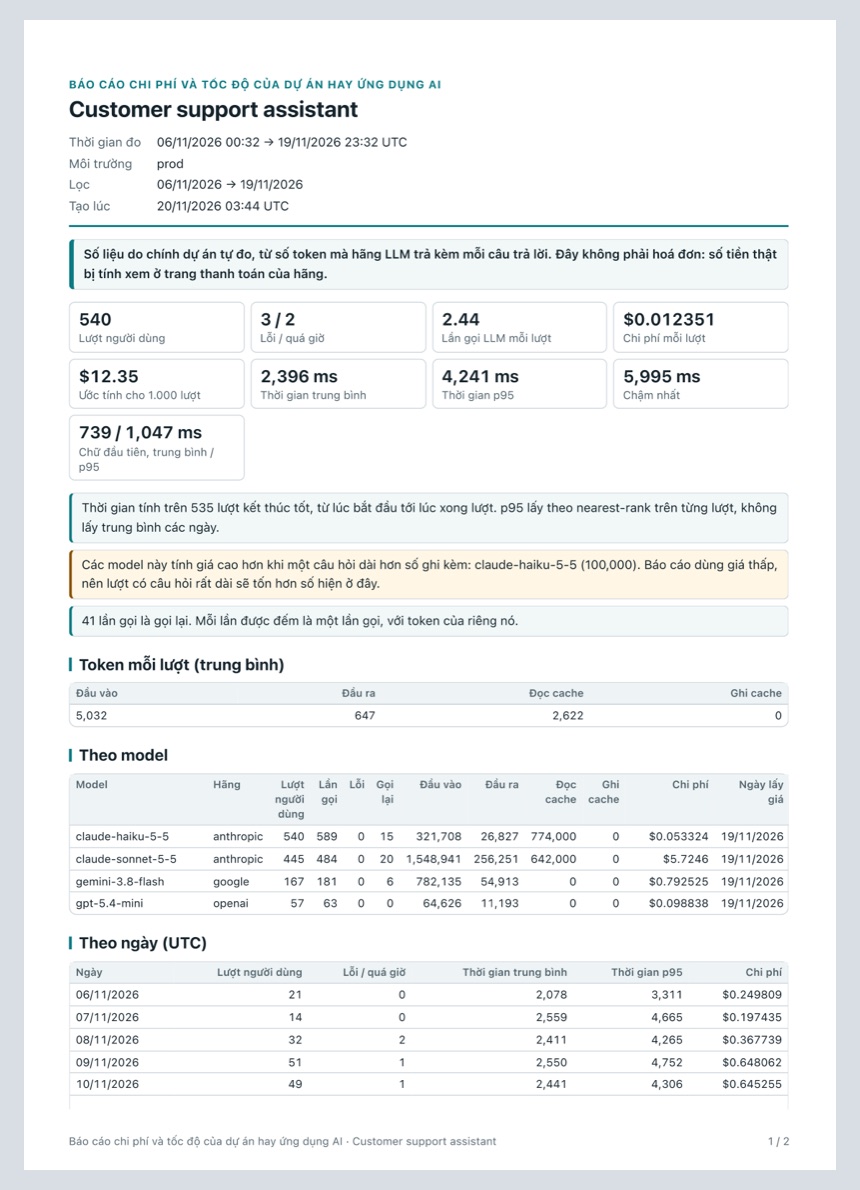 BÁO CÁO CHI PHÍ VÀ TỐC ĐỘ CỦA DỰ ÁN HAY ỨNG DỤNG AI
Customer support assistant
Thời gian đo 06/11/2026 00:32 → 19/11/2026 23:32 UTC
Môi trường prod
Lọc 06/11/2026 → 19/11/2026
Tạo lúc 20/11/2026 03:44 UTC
Số liệu do chính dự án tự đo, từ số token mà hãng LLM trả kèm mỗi câu trả lời. Đây không phải hoá đơn: số tiền thật
bị tính xem ở trang thanh toán của hãng.
540 3 / 2 2.44 $0.012351
Lượt người dùng Lỗi / quá giờ Lần gọi LLM mỗi lượt Chi phí mỗi lượt
$12.35 2,396 ms 4,241 ms 5,995 ms
Ước tính cho 1.000 lượt Thời gian trung bình Thời gian p95 Chậm nhất
739 / 1,047 ms
Chữ đầu tiên, trung bình /
p95
Thời gian tính trên 535 lượt kết thúc tốt, từ lúc bắt đầu tới lúc xong lượt. p95 lấy theo nearest-rank trên từng lượt, không
lấy trung bình các ngày.
Các model này tính giá cao hơn khi một câu hỏi dài hơn số ghi kèm: claude-haiku-5-5 (100,000). Báo cáo dùng giá thấp,
nên lượt có câu hỏi rất dài sẽ tốn hơn số hiện ở đây.
41 lần gọi là gọi lại. Mỗi lần được đếm là một lần gọi, với token của riêng nó.
Token mỗi lượt (trung bình)
Đầu vào Đầu ra Đọc cache Ghi cache
5,032 647 2,622 0
Theo model
Model Hãng Lượt người dùng Lần gọi Lỗi Gọi lại Đầu vào Đầu ra Đọc cache Ghi cache Chi phí Ngày lấy giá
claude-haiku-5-5 anthropic 540 589 0 15 321,708 26,827 774,000 0 $0.053324 19/11/2026
claude-sonnet-5-5 anthropic 445 484 0 20 1,548,941 256,251 642,000 0 $5.7246 19/11/2026
gemini-3.8-flash google 167 181 0 6 782,135 54,913 0 0 $0.792525 19/11/2026
gpt-5.4-mini openai 57 63 0 0 64,626 11,193 0 0 $0.098838 19/11/2026
Theo ngày (UTC)
Ngày Lượt người dùng Lỗi / quá giờ Thời gian trung bình Thời gian p95 Chi phí
06/11/2026 21 0 2,078 3,311 $0.249809
07/11/2026 14 0 2,559 4,665 $0.197435
08/11/2026 32 2 2,411 4,265 $0.367739
09/11/2026 51 1 2,550 4,752 $0.648062
10/11/2026 49 1 2,441 4,306 $0.645255
Báo cáo chi phí và tốc độ của dự án hay ứng dụng AI · Customer support assistant 1 / 2